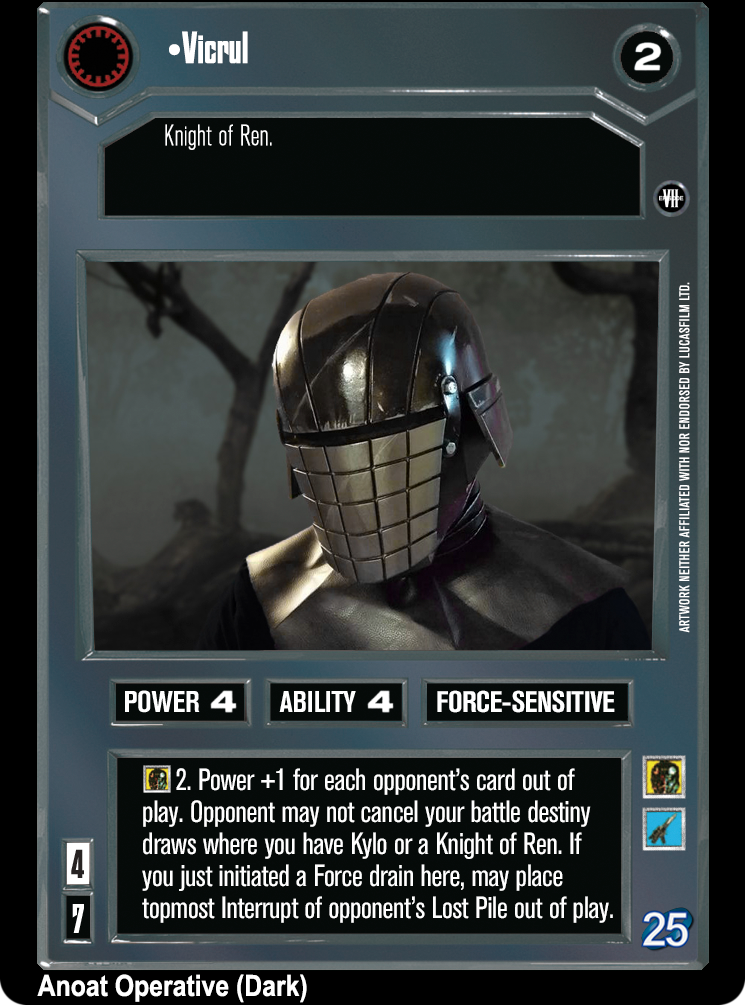 •Vicrul
2
Knight of Ren.
EPISODE
VII
ARTWORK NEITHER AFFILIATED WITH NOR ENDORSED BY LUCASFILM LTD.
POWER 4
ABILITY 4
FORCE-SENSITIVE
2. Power +1 for each opponent's card out of
play. Opponent may not cancel your battle destiny
draws where you have Kylo or a Knight of Ren. If
you just initiated a Force drain here, may place
topmost Interrupt of opponent's Lost Pile out of play.
4
7
25
Anoat Operative (Dark)